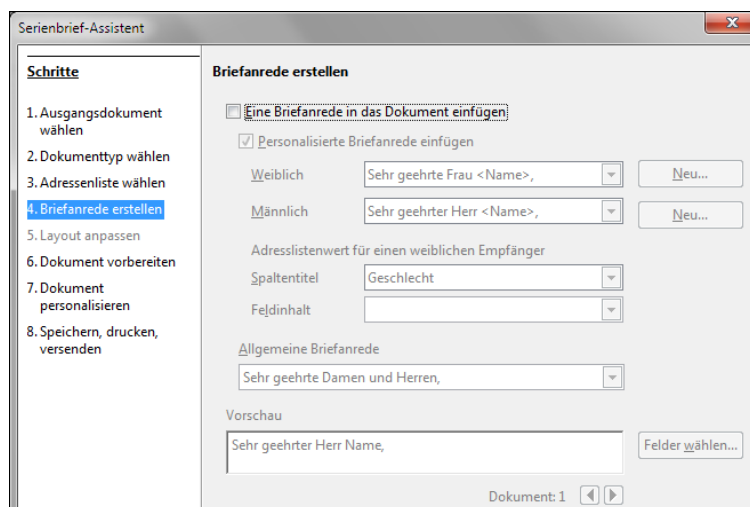 Serienbrief-Assistent
Schritte
1. Ausgangsdokument
wählen
2. Dokumenttyp wählen
3. Adressenliste wählen
4. Briefanrede erstellen
5. Layout anpassen
6. Dokument vorbereiten
7. Dokument
personalisieren
8. Speichern, drucken,
versenden
Briefanrede erstellen
Eine Briefanrede in das Dokument einfügen
Personalisierte Briefanrede einfügen
Weiblich
Sehr geehrte Frau <Name>,
Neu...
Männlich
Sehr geehrter Herr <Name>,
Neu...
Adresslistenwert für einen weiblichen Empfänger
Spaltentitel
Geschlecht
Feldinhalt
Allgemeine Briefanrede
Sehr geehrte Damen und Herren,
Vorschau
Sehr geehrter Herr Name,
Felder wählen...
Dokument: 1